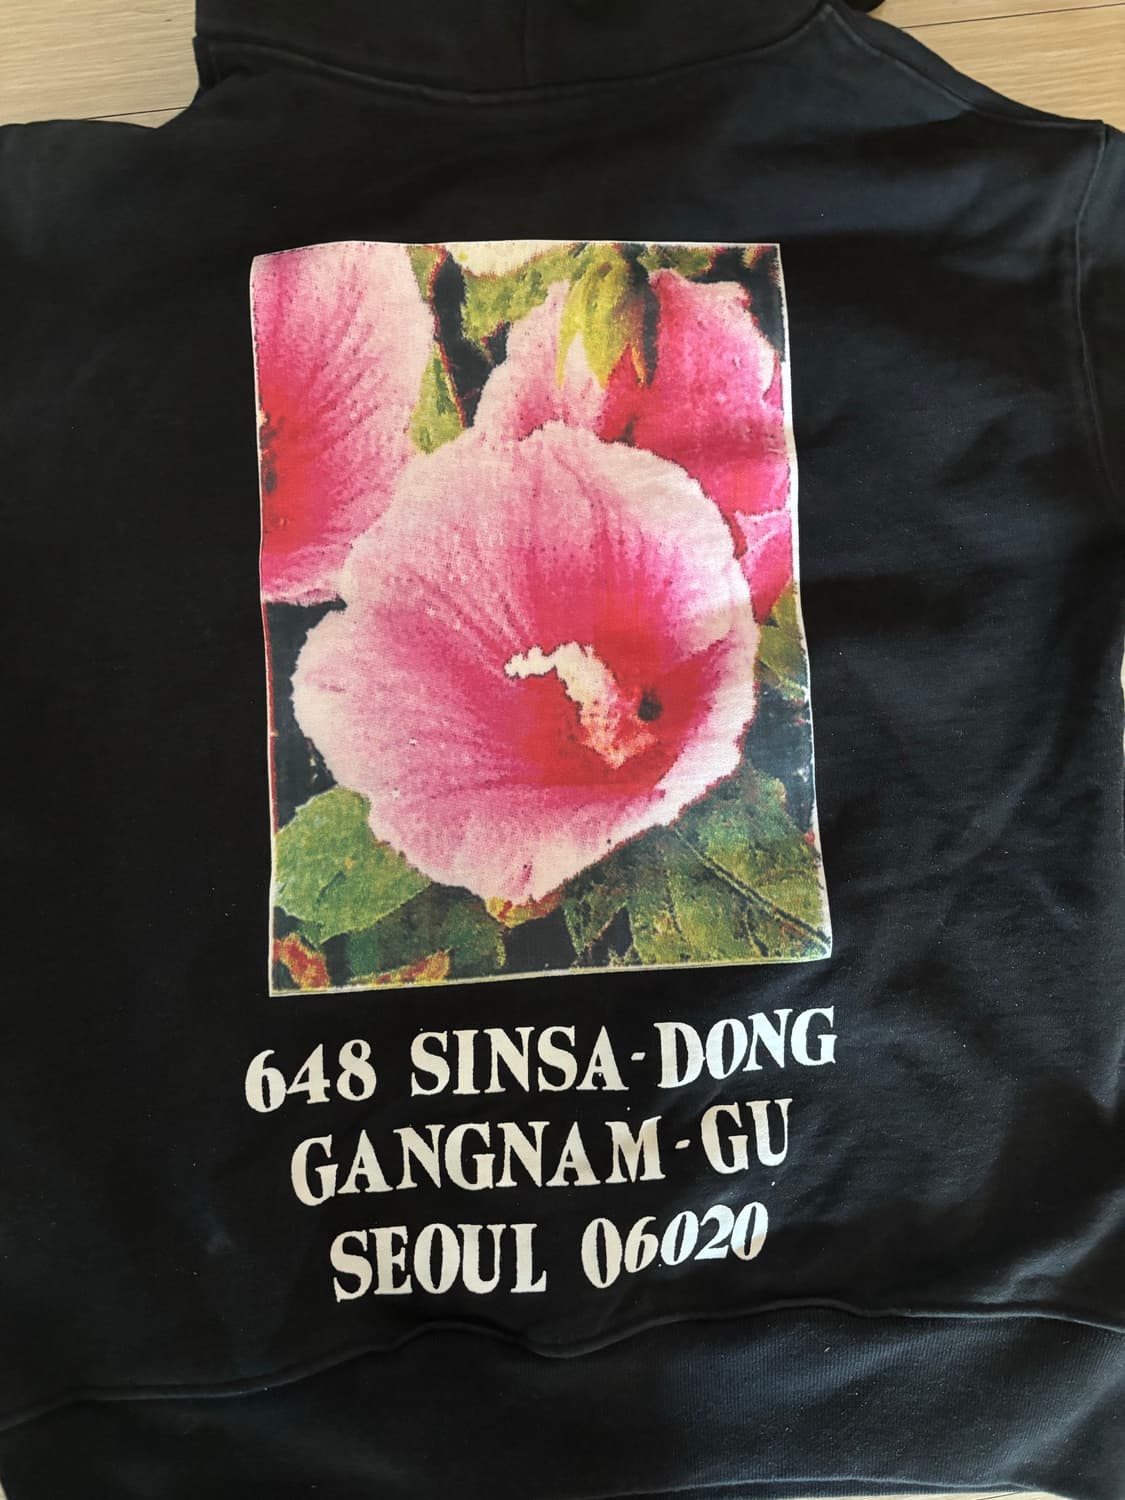 648 SINSA-DONG
GANGNAM-GU
SEOUL 06020